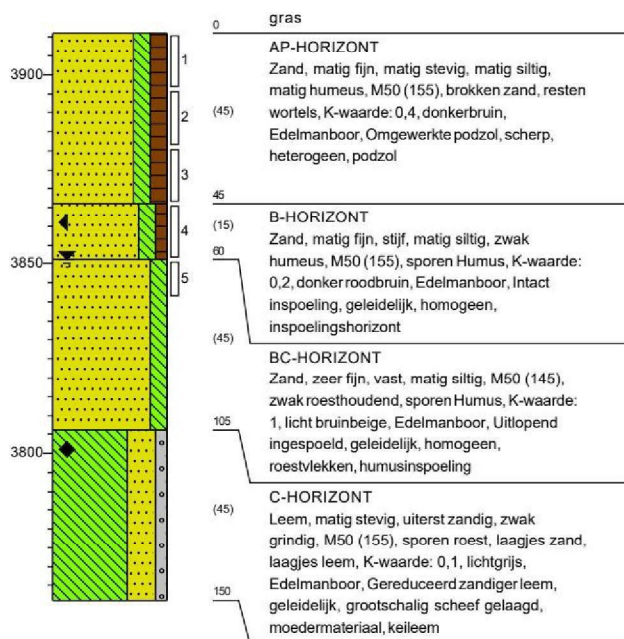 0
gras
AP-HORIZONT
Zand, matig fijn, matig stevig, matig siltig,
matig humeus, M50 (155), brokken zand, resten
wortels, K-waarde: 0,4, donkerbruin,
Edelmanboor, Omgewerkte podzol, scherp,
heterogeen, podzol
3900
1
2
3
(45)
45
B-HORIZONT
Zand, matig fijn, stijf, matig siltig, zwak
humeus, M50 (155), sporen Humus, K-waarde:
0,2, donker roodbruin, Edelmanboor, Intact
inspoeling, geleidelijk, homogeen,
inspoelingshorizont
(15)
4
60
3850
5
BC-HORIZONT
Zand, zeer fijn, vast, matig siltig, M50 (145),
zwak roesthoudend, sporen Humus, K-waarde:
1, licht bruinbeige, Edelmanboor, Uitlopend
ingespoeld, geleidelijk, homogeen,
roestvlekken, humusinspoeling
(45)
105
3800
C-HORIZONT
Leem, matig stevig, uiterst zandig, zwak
grindig, M50 (155), sporen roest, laagjes zand,
laagjes leem, K-waarde: 0,1, lichtgrijs,
Edelmanboor, Gereduceerd zandiger leem,
geleidelijk, grootschalig scheef gelaagd,
moedermateriaal, keileem
(45)
150